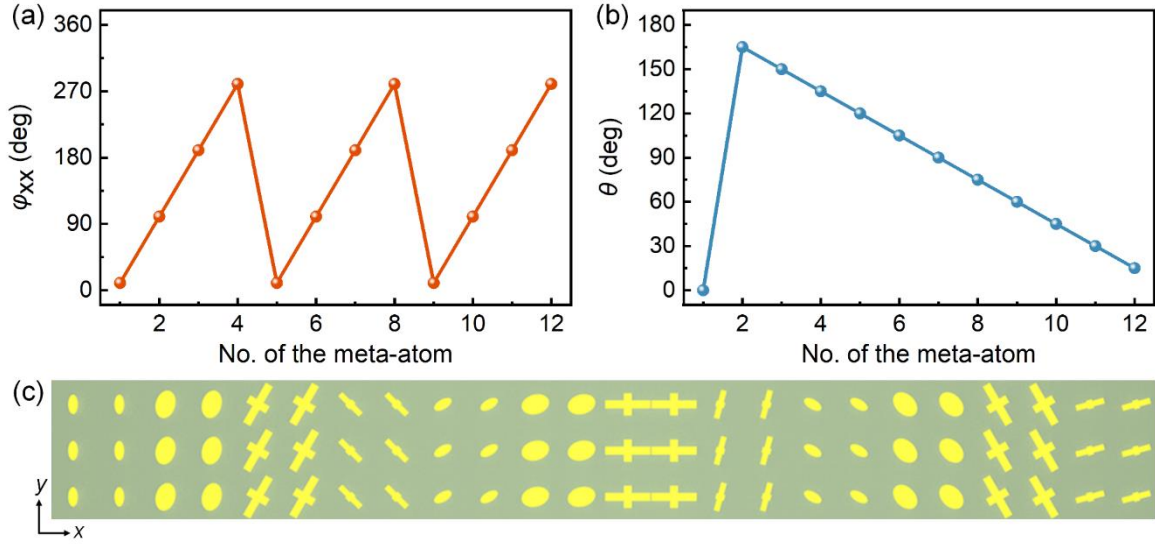 (a)
360
270
180
90
0
φxx (deg)
2 4 6 8 10 12
No. of the meta-atom
(b)
180
150
120
90
60
30
0
θ (deg)
2 4 6 8 10 12
No. of the meta-atom
(c)
y
x